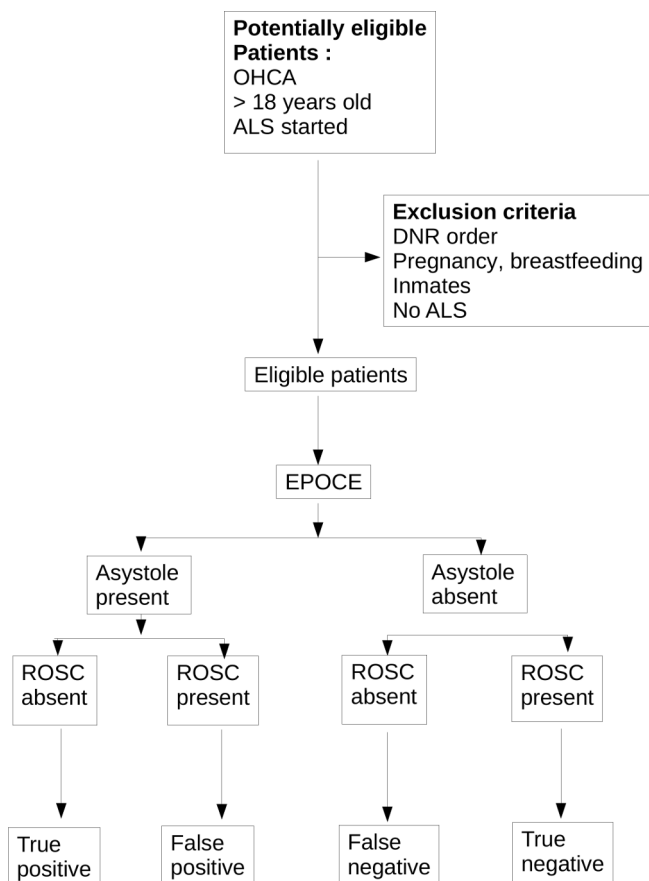 Potentially eligible
Patients :
OHCA
> 18 years old
ALS started
Exclusion criteria
DNR order
Pregnancy, breastfeeding
Inmates
No ALS
Eligible patients
EPOCE
Asystole
present
Asystole
absent
ROSC
absent
ROSC
present
ROSC
absent
ROSC
present
True
positive
False
positive
False
negative
True
negative